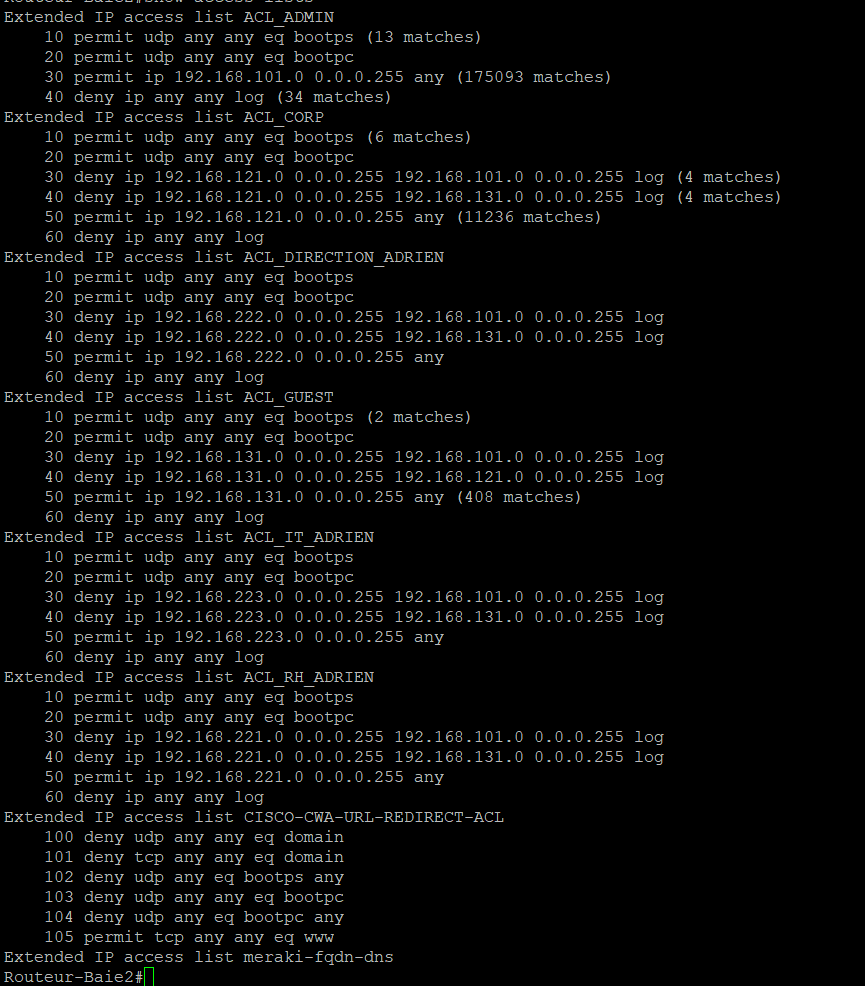 Routeur-Baie2#show access-lists
Extended IP access list ACL_ADMIN
    10 permit udp any any eq bootps (13 matches)
    20 permit udp any any eq bootpc
    30 permit ip 192.168.101.0 0.0.0.255 any (175093 matches)
    40 deny ip any any log (34 matches)
Extended IP access list ACL_CORP
    10 permit udp any any eq bootps (6 matches)
    20 permit udp any any eq bootpc
    30 deny ip 192.168.121.0 0.0.0.255 192.168.101.0 0.0.0.255 log (4 matches)
    40 deny ip 192.168.121.0 0.0.0.255 192.168.131.0 0.0.0.255 log (4 matches)
    50 permit ip 192.168.121.0 0.0.0.255 any (11236 matches)
    60 deny ip any any log
Extended IP access list ACL_DIRECTION_ADRIEN
    10 permit udp any any eq bootps
    20 permit udp any any eq bootpc
    30 deny ip 192.168.222.0 0.0.0.255 192.168.101.0 0.0.0.255 log
    40 deny ip 192.168.222.0 0.0.0.255 192.168.131.0 0.0.0.255 log
    50 permit ip 192.168.222.0 0.0.0.255 any
    60 deny ip any any log
Extended IP access list ACL_GUEST
    10 permit udp any any eq bootps (2 matches)
    20 permit udp any any eq bootpc
    30 deny ip 192.168.131.0 0.0.0.255 192.168.101.0 0.0.0.255 log
    40 deny ip 192.168.131.0 0.0.0.255 192.168.121.0 0.0.0.255 log
    50 permit ip 192.168.131.0 0.0.0.255 any (408 matches)
    60 deny ip any any log
Extended IP access list ACL_IT_ADRIEN
    10 permit udp any any eq bootps
    20 permit udp any any eq bootpc
    30 deny ip 192.168.223.0 0.0.0.255 192.168.101.0 0.0.0.255 log
    40 deny ip 192.168.223.0 0.0.0.255 192.168.131.0 0.0.0.255 log
    50 permit ip 192.168.223.0 0.0.0.255 any
    60 deny ip any any log
Extended IP access list ACL_RH_ADRIEN
    10 permit udp any any eq bootps
    20 permit udp any any eq bootpc
    30 deny ip 192.168.221.0 0.0.0.255 192.168.101.0 0.0.0.255 log
    40 deny ip 192.168.221.0 0.0.0.255 192.168.131.0 0.0.0.255 log
    50 permit ip 192.168.221.0 0.0.0.255 any
    60 deny ip any any log
Extended IP access list CISCO-CWA-URL-REDIRECT-ACL
    100 deny udp any any eq domain
    101 deny tcp any any eq domain
    102 deny udp any eq bootps any
    103 deny udp any any eq bootpc
    104 deny udp any eq bootpc any
    105 permit tcp any any eq www
Extended IP access list meraki-fqdn-dns
Routeur-Baie2#